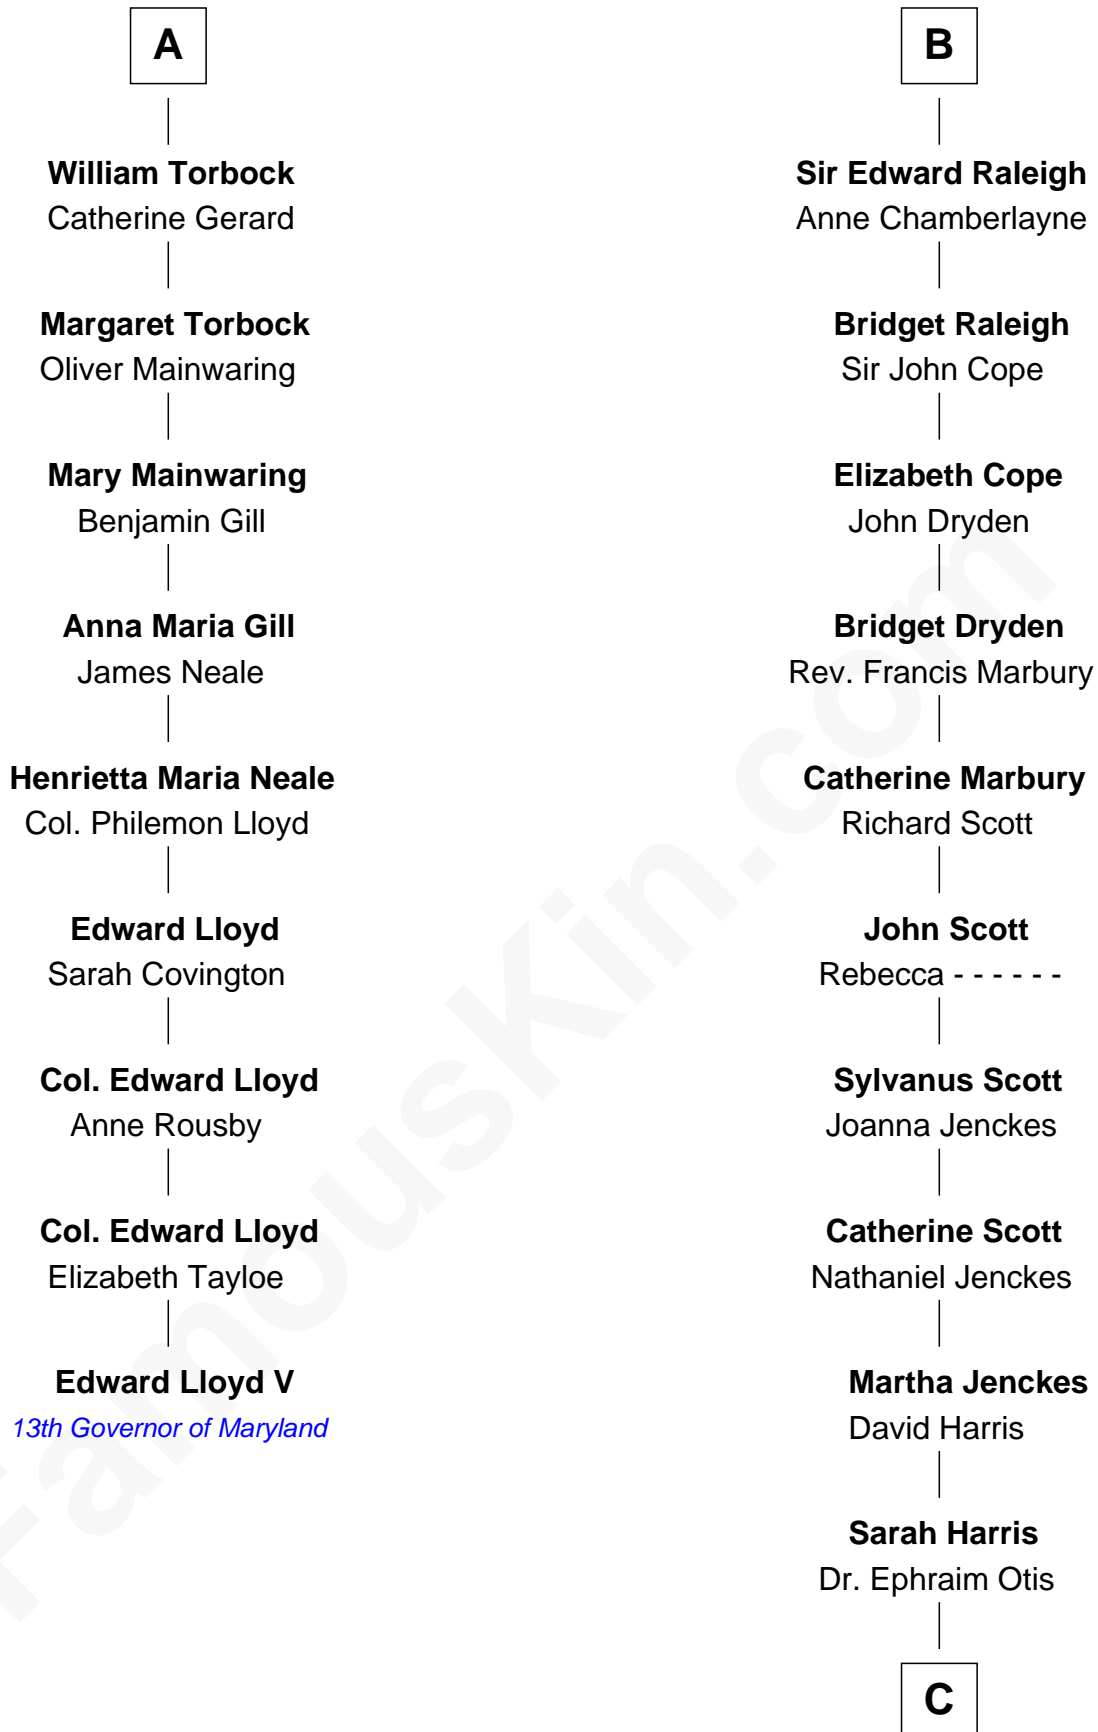 A
William Torbock
Catherine Gerard
Margaret Torbock
Oliver Mainwaring
Mary Mainwaring
Benjamin Gill
Anna Maria Gill
James Neale
Henrietta Maria Neale
Col. Philemon Lloyd
Edward Lloyd
Sarah Covington
Col. Edward Lloyd
Anne Rousby
Col. Edward Lloyd
Elizabeth Tayloe
Edward Lloyd V
13th Governor of Maryland
B
Sir Edward Raleigh
Anne Chamberlayne
Bridget Raleigh
Sir John Cope
Elizabeth Cope
John Dryden
Bridget Dryden
Rev. Francis Marbury
Catherine Marbury
Richard Scott
John Scott
Rebecca - - - - - -
Sylvanus Scott
Joanna Jenckes
Catherine Scott
Nathaniel Jenckes
Martha Jenckes
David Harris
Sarah Harris
Dr. Ephraim Otis
C
FamousKin.com